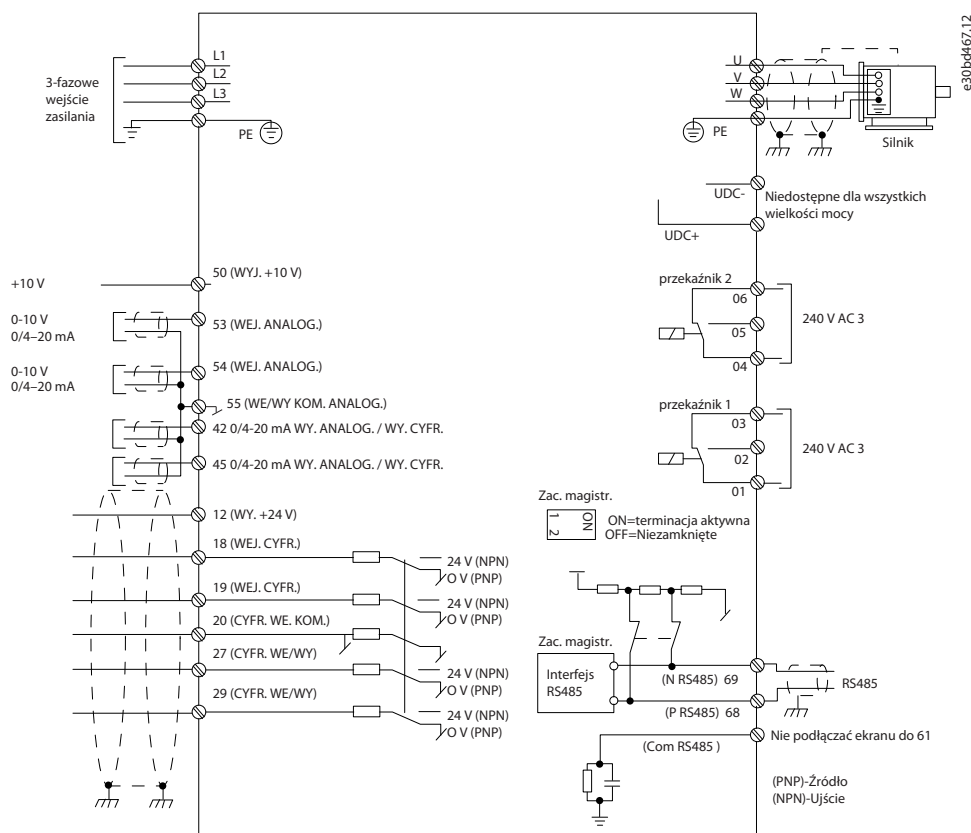 e30bd467.12
3-fazowe
wejście
zasilania
L1
L2
L3
PE
U
V
W
PE
Silnik
UDC-
Niedostępne dla wszystkich
wielkości mocy
UDC+
+10 V
50 (WYJ. +10 V)
0-10 V
0/4–20 mA
53 (WEJ. ANALOG.)
0-10 V
0/4–20 mA
54 (WEJ. ANALOG.)
55 (WE/WY KOM. ANALOG.)
42 0/4-20 mA WY. ANALOG. / WY. CYFR.
45 0/4-20 mA WY. ANALOG. / WY. CYFR.
12 (WY. +24 V)
18 (WEJ. CYFR.)
24 V (NPN)
O V (PNP)
19 (WEJ. CYFR.)
24 V (NPN)
O V (PNP)
20 (CYFR. WE. KOM.)
27 (CYFR. WE/WY)
24 V (NPN)
O V (PNP)
29 (CYFR. WE/WY)
24 V (NPN)
O V (PNP)
przekaźnik 2
06
05
04
240 V AC 3
przekaźnik 1
03
02
01
240 V AC 3
Zac. magistr.
1
2
ON
ON=terminacja aktywna
OFF=Niezamknięte
Zac. magistr.
Interfejs
RS485
(N RS485) 69
RS485
(P RS485) 68
(Com RS485 )
Nie podłączać ekranu do 61
(PNP)-Źródło
(NPN)-Ujście